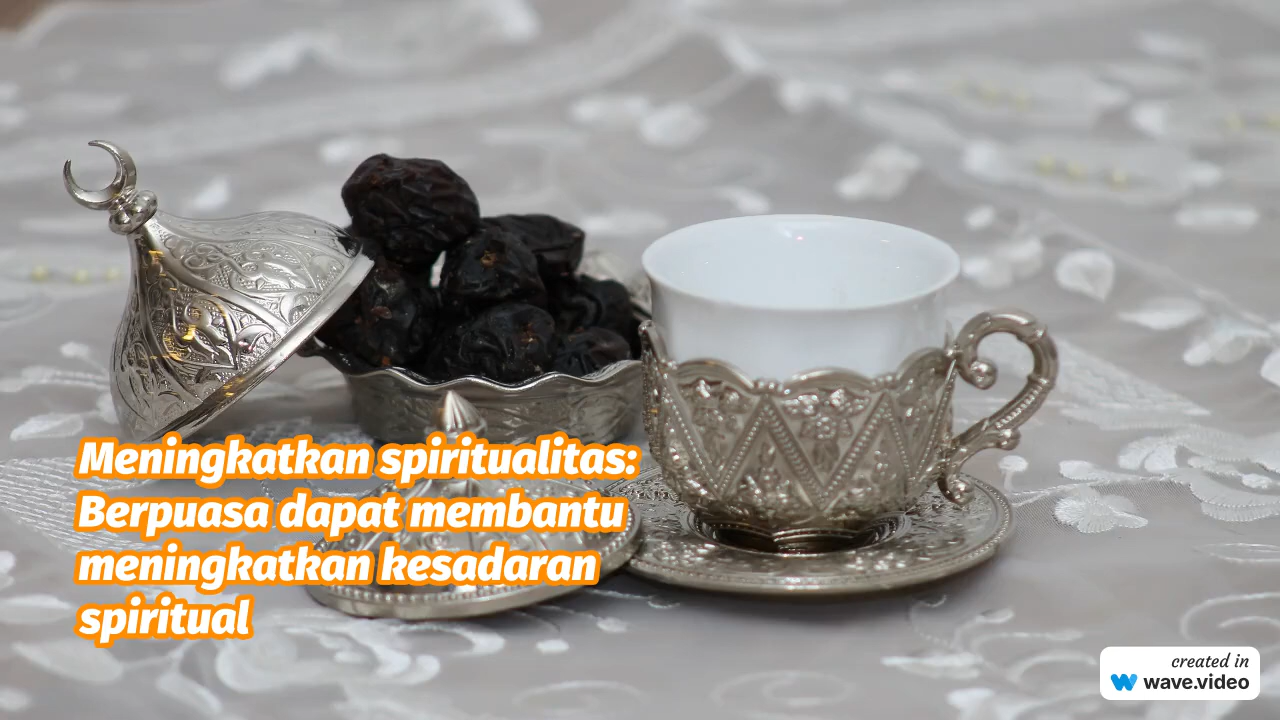 Meningkatkan spiritualitas:
Berpuasa dapat membantu
meningkatkan kesadaran
spiritual
created in
wave.video